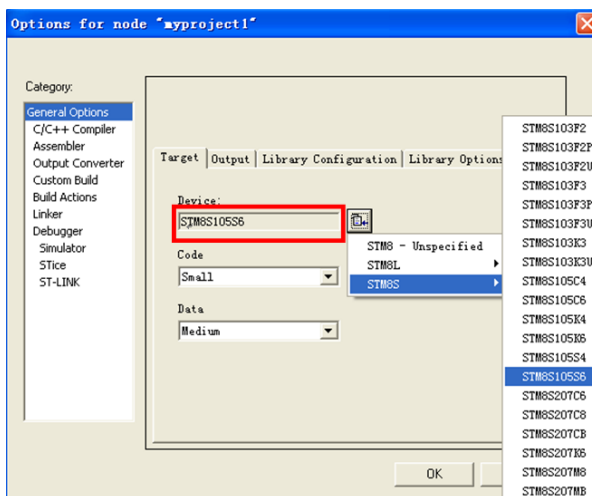 Options for node "myproject1"
Category:
General Options
C/C++ Compiler
Assembler
Output Converter
Custom Build
Build Actions
Linker
Debugger
Simulator
STice
ST-LINK
Target
Output
Library Configuration
Library Options
Device:
STM8S105S6
Code
Small
Data
Medium
STM8 - Unspecified
STM8L
STM8S
STM8S103F2
STM8S103F2P
STM8S103F2U
STM8S103F3
STM8S103F3P
STM8S103F3U
STM8S103K3
STM8S103K3U
STM8S105C4
STM8S105C6
STM8S105K4
STM8S105K6
STM8S105S4
STM8S105S6
STM8S207C6
STM8S207C8
STM8S207CB
STM8S207K6
STM8S207M8
STM8S207MB
OK